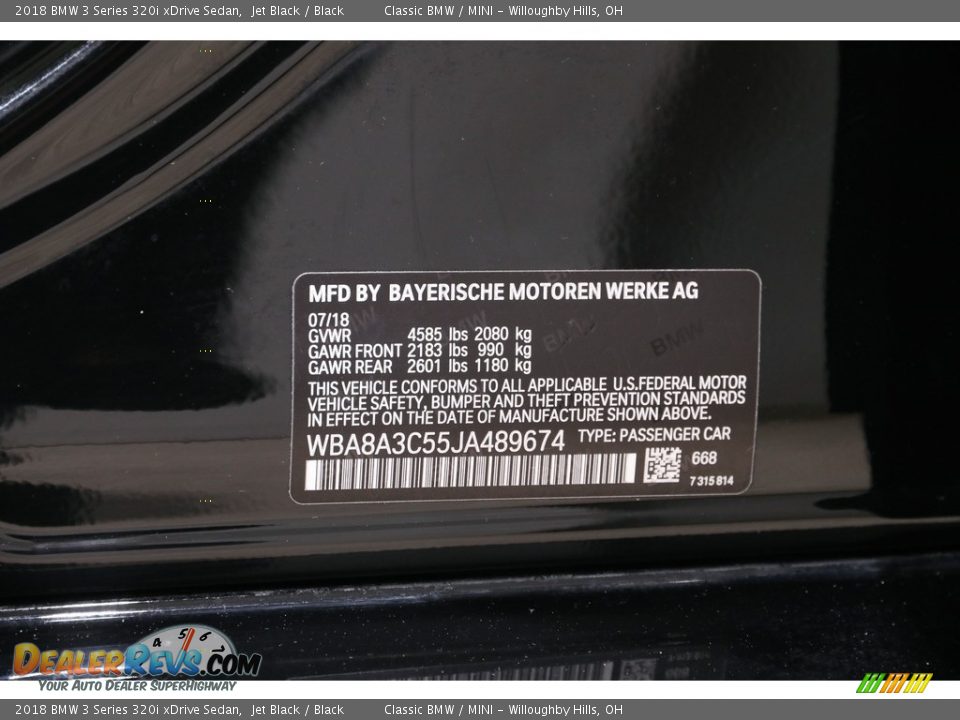 2018 BMW 3 Series 320i xDrive Sedan, Jet Black / Black Classic BMW / MINI - Willoughby Hills, OH
MFD BY BAYERISCHE MOTOREN WERKE AG
07/18
GVWR 4585 lbs 2080 kg
GAWR FRONT 2183 lbs 990 kg
GAWR REAR 2601 lbs 1180 kg
THIS VEHICLE CONFORMS TO ALL APPLICABLE U.S.FEDERAL MOTOR
VEHICLE SAFETY, BUMPER AND THEFT PREVENTION STANDARDS
IN EFFECT ON THE DATE OF MANUFACTURE SHOWN ABOVE.
WBA8A3C55JA489674 TYPE: PASSENGER CAR
668
7315814
4 5 6
DEALERREVS.COM
YOUR AUTO DEALER SUPERHIGHWAY
2018 BMW 3 Series 320i xDrive Sedan, Jet Black / Black Classic BMW / MINI - Willoughby Hills, OH